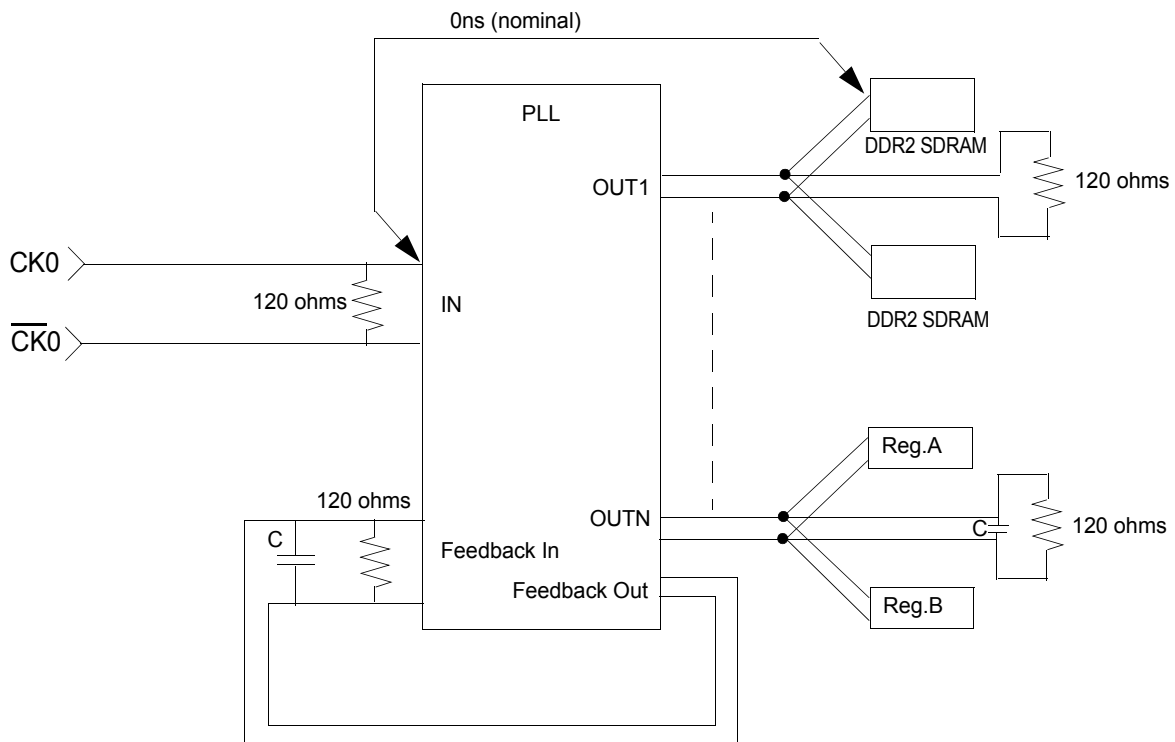 0ns (nominal)
PLL
DDR2 SDRAM
OUT1
120 ohms
CK0
120 ohms
IN
C̅K̅0̅
DDR2 SDRAM
Reg.A
120 ohms
OUTN
C
120 ohms
C
Feedback In
Feedback Out
Reg.B